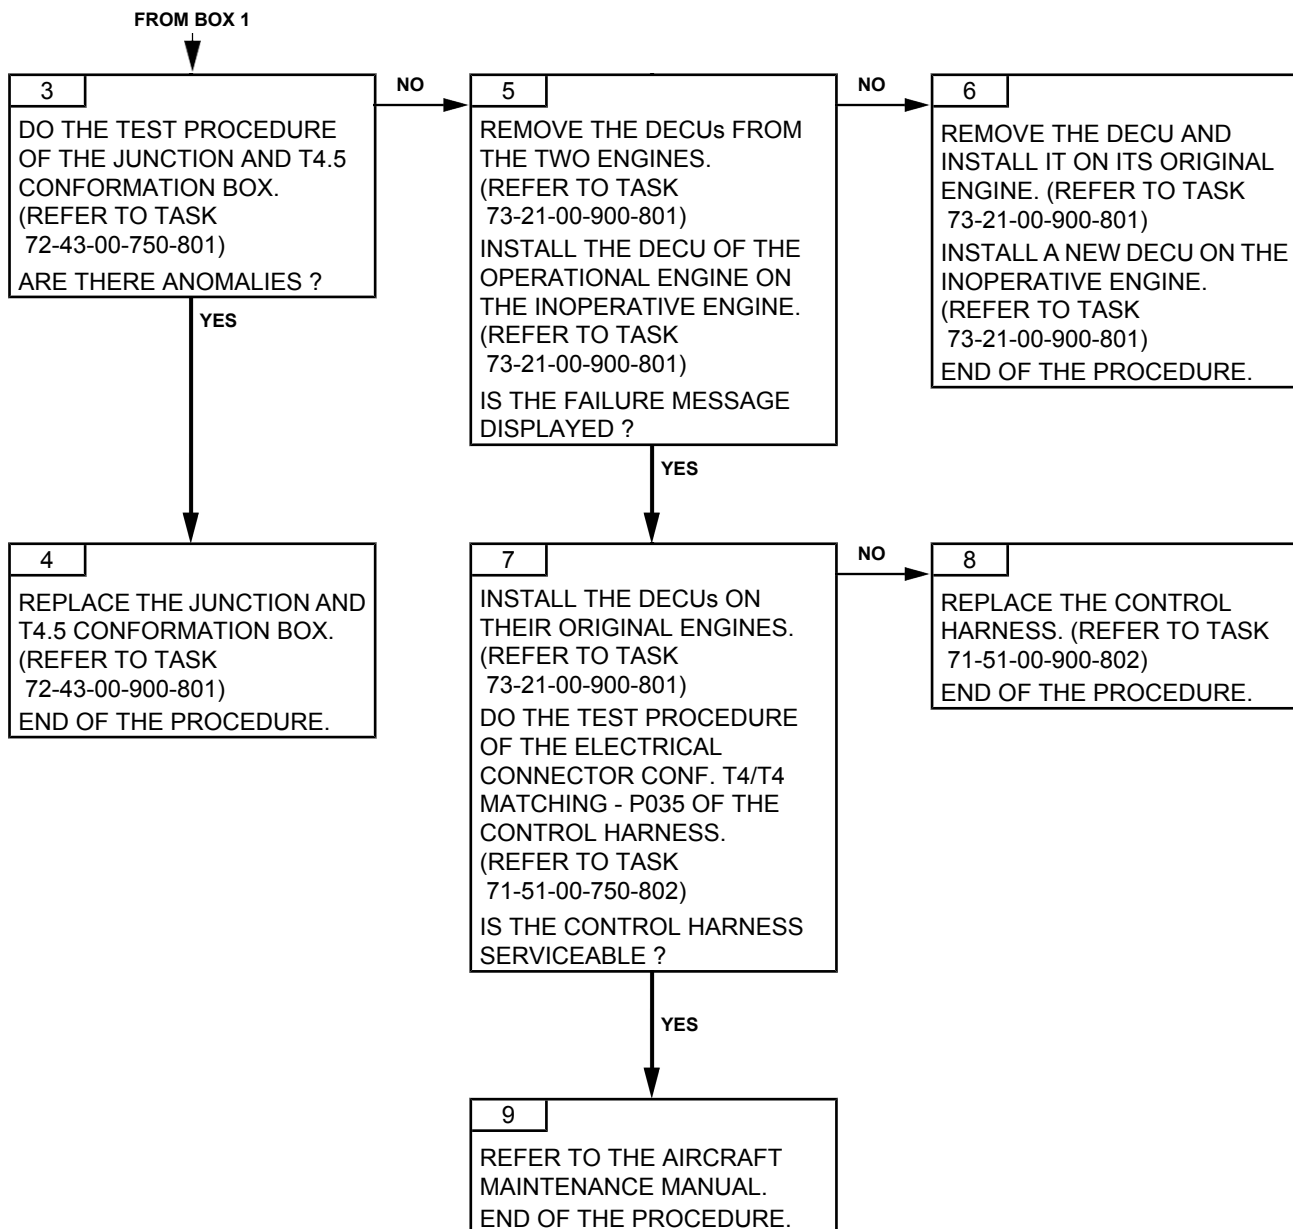 FROM BOX 1
3
DO THE TEST PROCEDURE
OF THE JUNCTION AND T4.5
CONFORMATION BOX.
(REFER TO TASK
72-43-00-750-801)
ARE THERE ANOMALIES ?
NO
YES
5
REMOVE THE DECUs FROM
THE TWO ENGINES.
(REFER TO TASK
73-21-00-900-801)
INSTALL THE DECU OF THE
OPERATIONAL ENGINE ON
THE INOPERATIVE ENGINE.
(REFER TO TASK
73-21-00-900-801)
IS THE FAILURE MESSAGE
DISPLAYED ?
NO
YES
6
REMOVE THE DECU AND
INSTALL IT ON ITS ORIGINAL
ENGINE. (REFER TO TASK
73-21-00-900-801)
INSTALL A NEW DECU ON THE
INOPERATIVE ENGINE.
(REFER TO TASK
73-21-00-900-801)
END OF THE PROCEDURE.
4
REPLACE THE JUNCTION AND
T4.5 CONFORMATION BOX.
(REFER TO TASK
72-43-00-900-801)
END OF THE PROCEDURE.
7
INSTALL THE DECUs ON
THEIR ORIGINAL ENGINES.
(REFER TO TASK
73-21-00-900-801)
DO THE TEST PROCEDURE
OF THE ELECTRICAL
CONNECTOR CONF. T4/T4
MATCHING - P035 OF THE
CONTROL HARNESS.
(REFER TO TASK
71-51-00-750-802)
IS THE CONTROL HARNESS
SERVICEABLE ?
NO
YES
8
REPLACE THE CONTROL
HARNESS. (REFER TO TASK
71-51-00-900-802)
END OF THE PROCEDURE.
9
REFER TO THE AIRCRAFT
MAINTENANCE MANUAL.
END OF THE PROCEDURE.